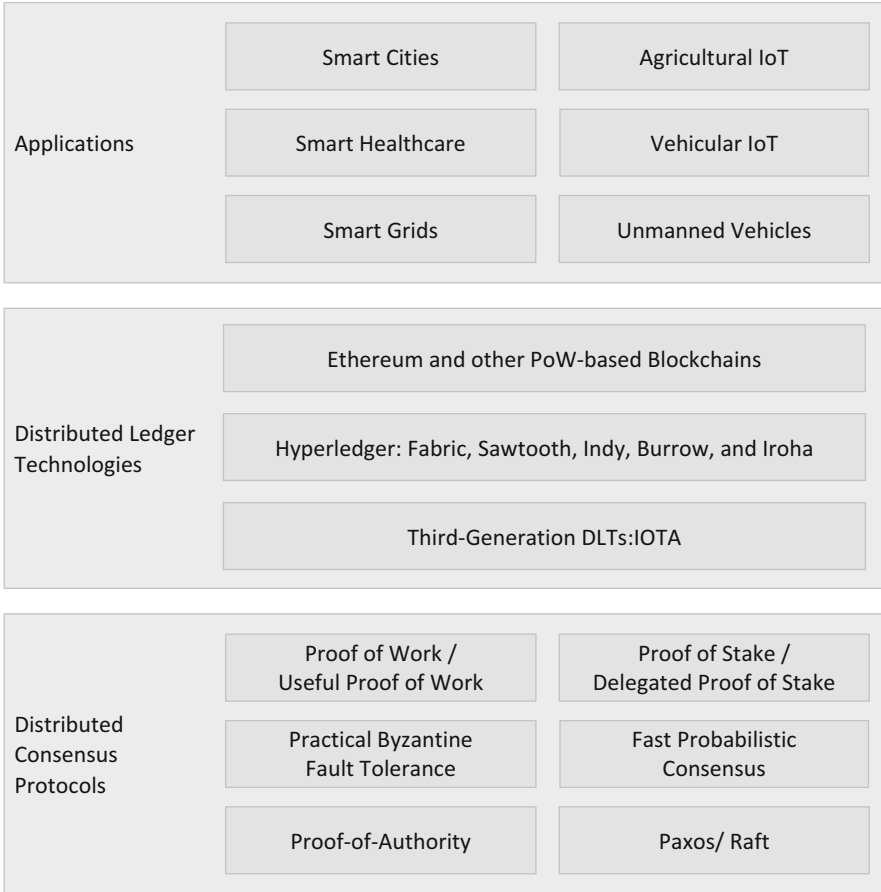 Applications
Smart Cities
Agricultural IoT
Smart Healthcare
Vehicular IoT
Smart Grids
Unmanned Vehicles
Distributed Ledger
Technologies
Ethereum and other PoW-based Blockchains
Hyperledger: Fabric, Sawtooth, Indy, Burrow, and Iroha
Third-Generation DLTs:IOTA
Distributed
Consensus
Protocols
Proof of Work /
Useful Proof of Work
Proof of Stake /
Delegated Proof of Stake
Practical Byzantine
Fault Tolerance
Fast Probabilistic
Consensus
Proof-of-Authority
Paxos/ Raft